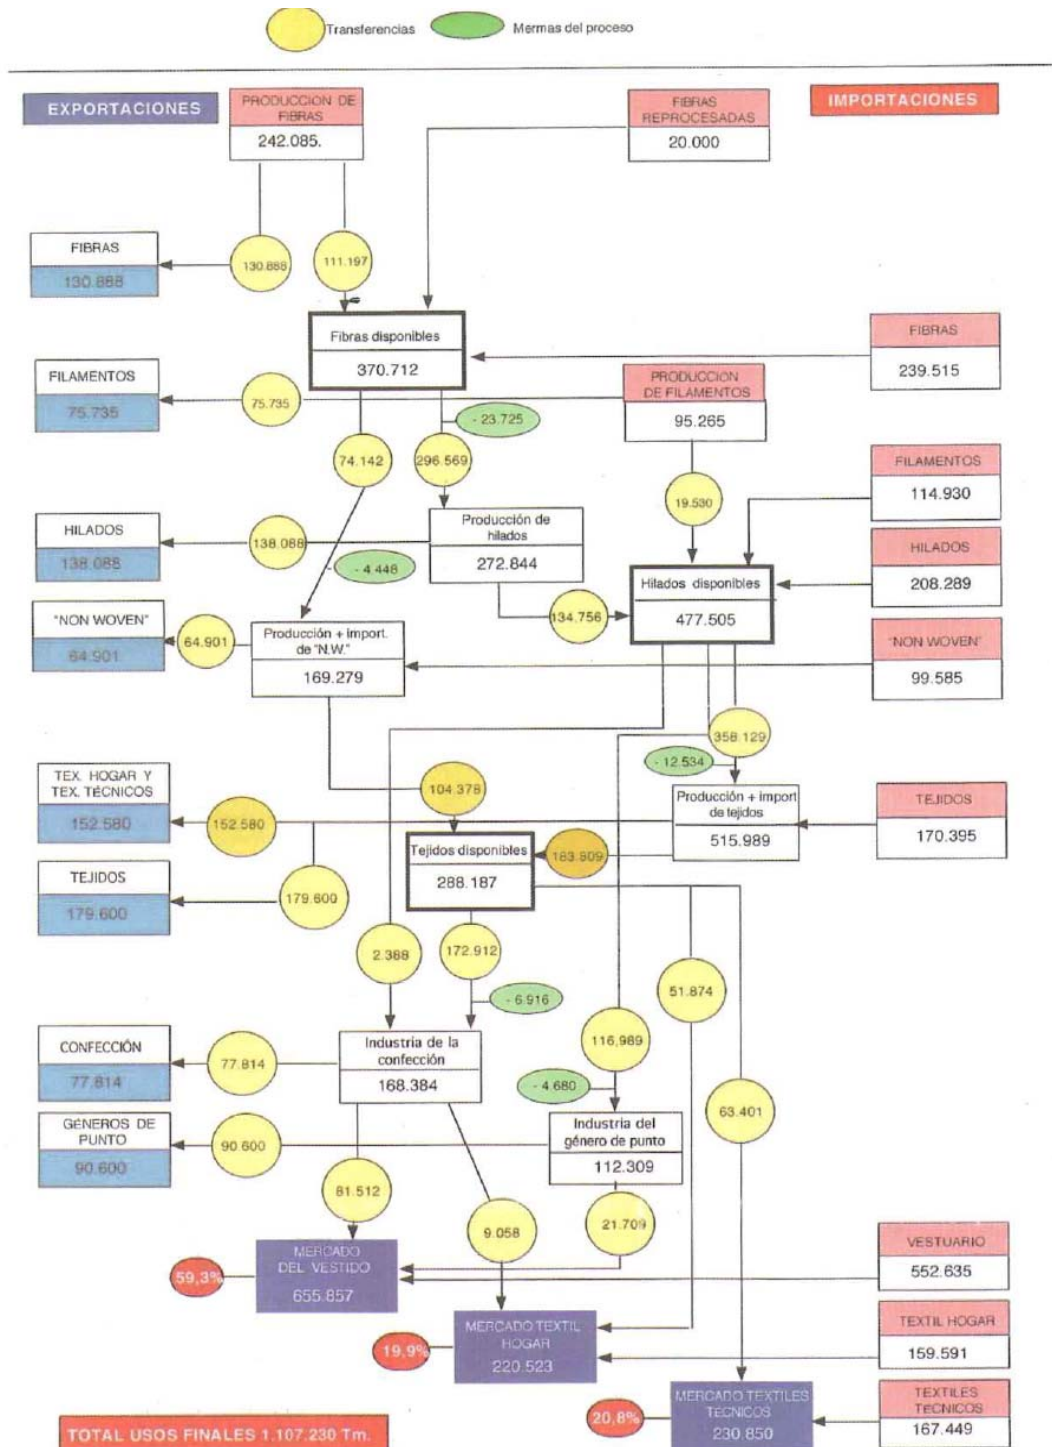 Transferencias
Mermas del proceso
EXPORTACIONES
PRODUCCION DE
FIBRAS
242.085.
FIBRAS
REPROCESADAS
20.000
IMPORTACIONES
FIBRAS
130.888
130.888
111.197
Fibras disponibles
370.712
FIBRAS
239.515
FILAMENTOS
75.735
75.735
PRODUCCIÓN
DE FILAMENTOS
95.265
- 23.725
74.142
296.569
19.530
FILAMENTOS
114.930
HILADOS
138.088
138.088
Producción de
hilados
272.844
- 4.448
134.756
Hilados disponibles
477.505
HILADOS
208.289
"NON WOVEN"
64.901
64.901
Producción + import.
de "N.W."
169.279
"NON WOVEN"
99.585
358.129
- 12.534
TEX. HOGAR Y
TEX. TÉCNICOS
152.580
152.580
104.378
Producción + import
de tejidos
515.989
TEJIDOS
170.395
Tejidos disponibles
288.187
183.809
TEJIDOS
179.600
179.600
2.388
172.912
51.874
- 6.916
CONFECCIÓN
77.814
77.814
Industria de la
confección
168.384
116,989
- 4.680
63.401
GÉNEROS DE
PUNTO
90.600
90.600
Industria del
género de punto
112.309
81.512
9.058
21.709
MERCADO
DEL VESTIDO
655.857
59,3%
VESTUARIO
552.635
MERCADO TEXTIL
HOGAR
220.523
19,9%
TEXTIL HOGAR
159.591
MERCADO TEXTILES
TECNICOS
230.850
20,8%
TEXTILES
TÉCNICOS
167.449
TOTAL USOS FINALES 1.107.230 Tm.